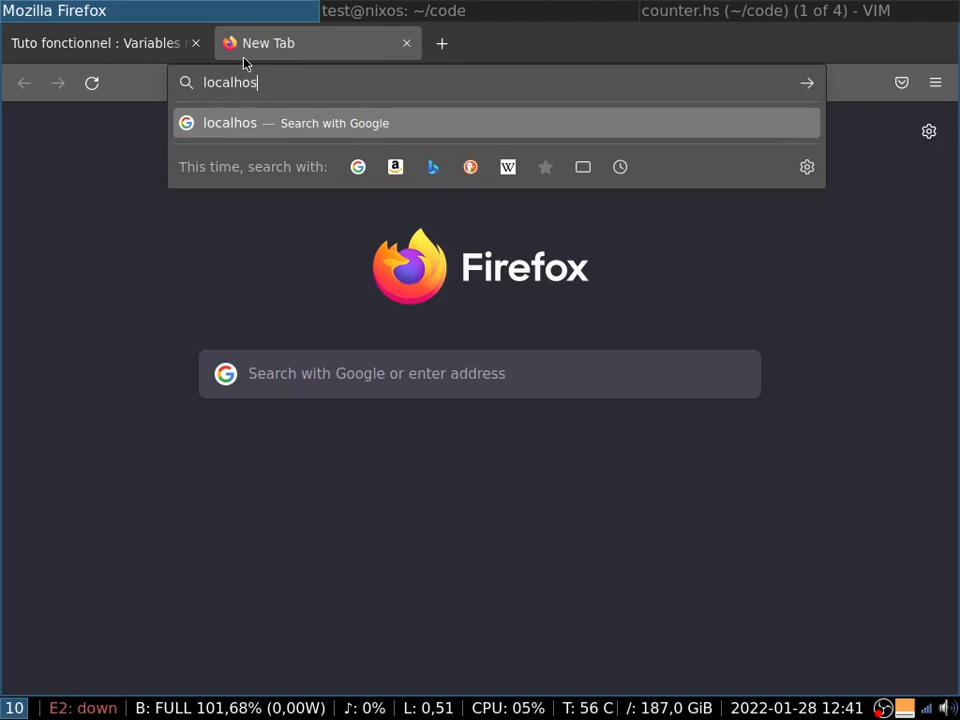 Mozilla Firefox
test@nixos: ~/code
counter.hs (~/code) (1 of 4) - VIM
Tuto fonctionnel : Variables
New Tab
localhos
localhos — Search with Google
This time, search with:
Firefox
Search with Google or enter address
10 E2: down B: FULL 101,68% (0,00W) ♪: 0% L: 0,51 CPU: 05% T: 56 C /: 187,0 GiB 2022-01-28 12:41